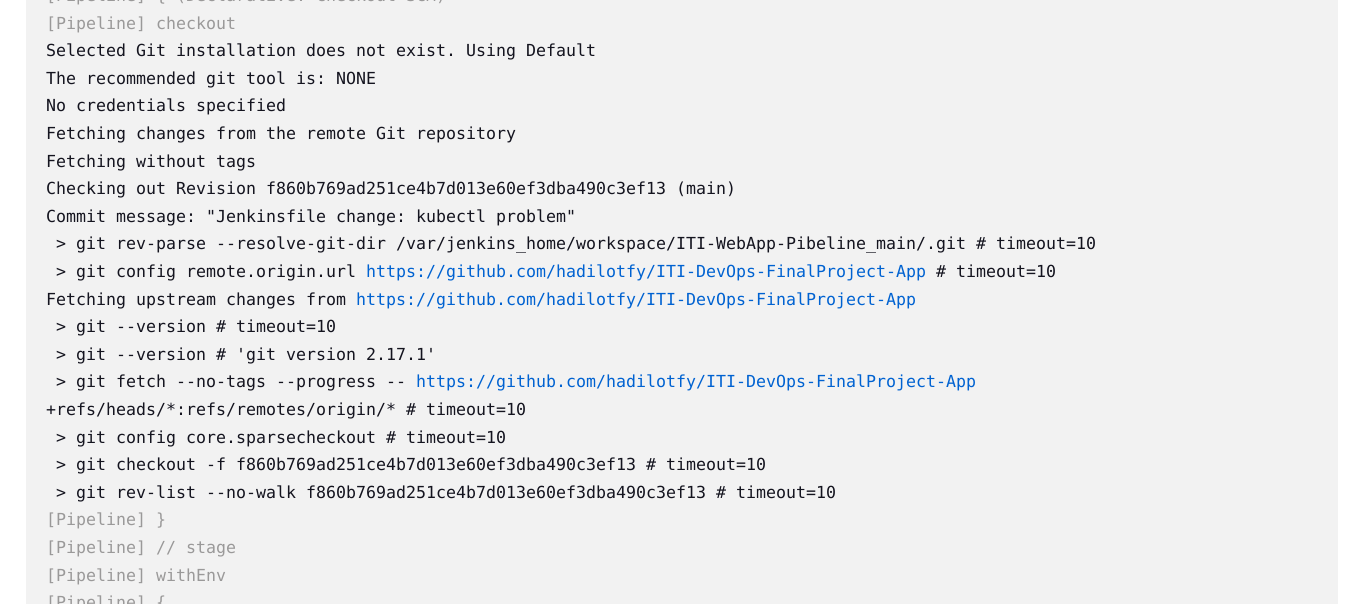 [Pipeline] { (Declarative: Checkout SCM)
[Pipeline] checkout
Selected Git installation does not exist. Using Default
The recommended git tool is: NONE
No credentials specified
Fetching changes from the remote Git repository
Fetching without tags
Checking out Revision f860b769ad251ce4b7d013e60ef3dba490c3ef13 (main)
Commit message: "Jenkinsfile change: kubectl problem"
> git rev-parse --resolve-git-dir /var/jenkins_home/workspace/ITI-WebApp-Pibeline_main/.git # timeout=10
> git config remote.origin.url https://github.com/hadilotfy/ITI-DevOps-FinalProject-App # timeout=10
Fetching upstream changes from https://github.com/hadilotfy/ITI-DevOps-FinalProject-App
> git --version # timeout=10
> git --version # 'git version 2.17.1'
> git fetch --no-tags --progress -- https://github.com/hadilotfy/ITI-DevOps-FinalProject-App
+refs/heads/*:refs/remotes/origin/* # timeout=10
> git config core.sparsecheckout # timeout=10
> git checkout -f f860b769ad251ce4b7d013e60ef3dba490c3ef13 # timeout=10
> git rev-list --no-walk f860b769ad251ce4b7d013e60ef3dba490c3ef13 # timeout=10
[Pipeline] }
[Pipeline] // stage
[Pipeline] withEnv
[Pipeline] {